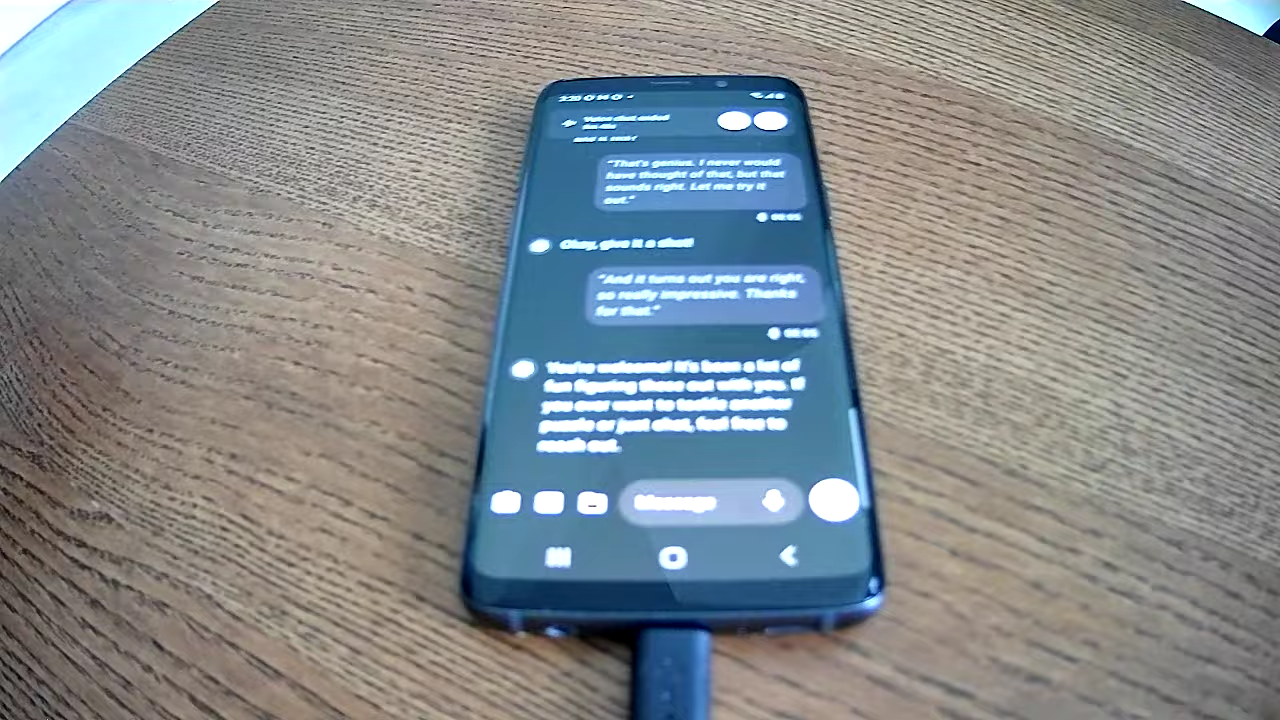 Voice chat ended
"That's genius. I never would
have thought of that, but that
sounds right. Let me try it
out."
Okay, give it a shot!
"And it turns out you are right,
so really impressive. Thanks
for that."
You're welcome! It's been a lot of
fun figuring these out with you. If
you ever want to tackle another
puzzle or just chat, feel free to
reach out.
Message